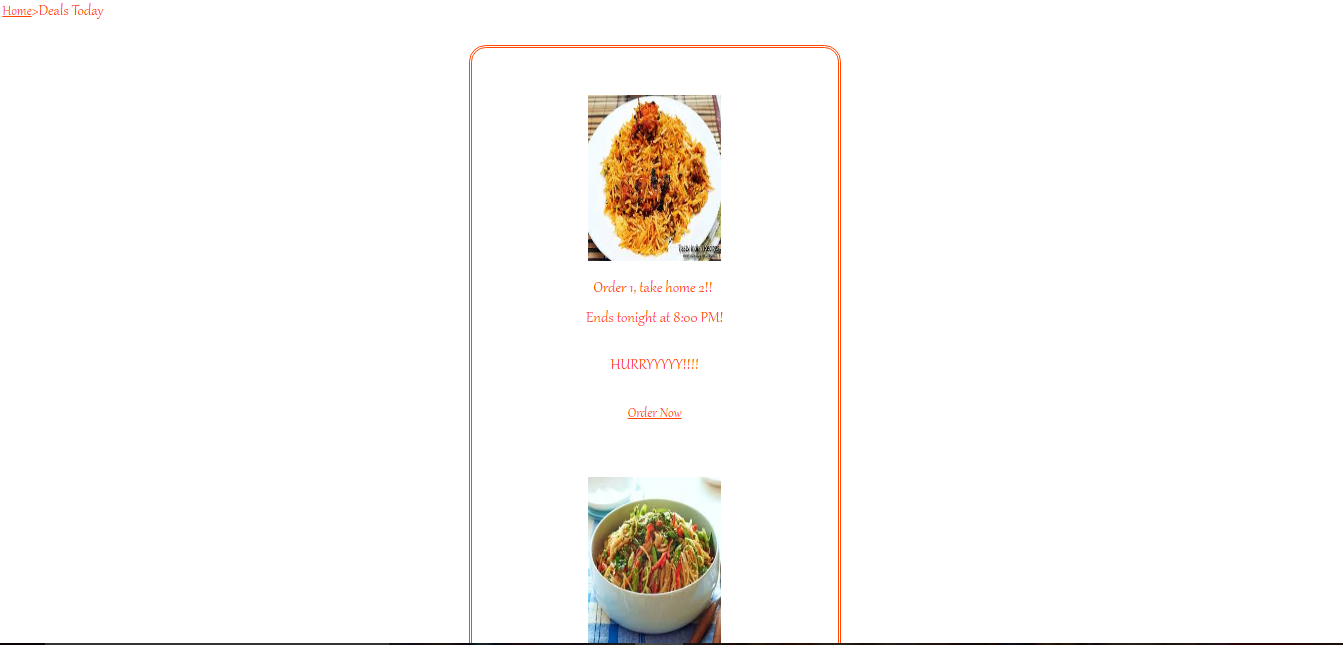 Home>Deals Today
Order 1, take home 2!!
Ends tonight at 8:00 PM!
HURRYYYYY!!!!
Order Now